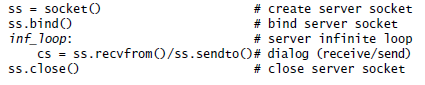 ss = socket() # create server socket
ss.bind() # bind server socket
inf_loop: # server infinite loop
    cs = ss.recvfrom()/ss.sendto()# dialog (receive/send)
ss.close() # close server socket